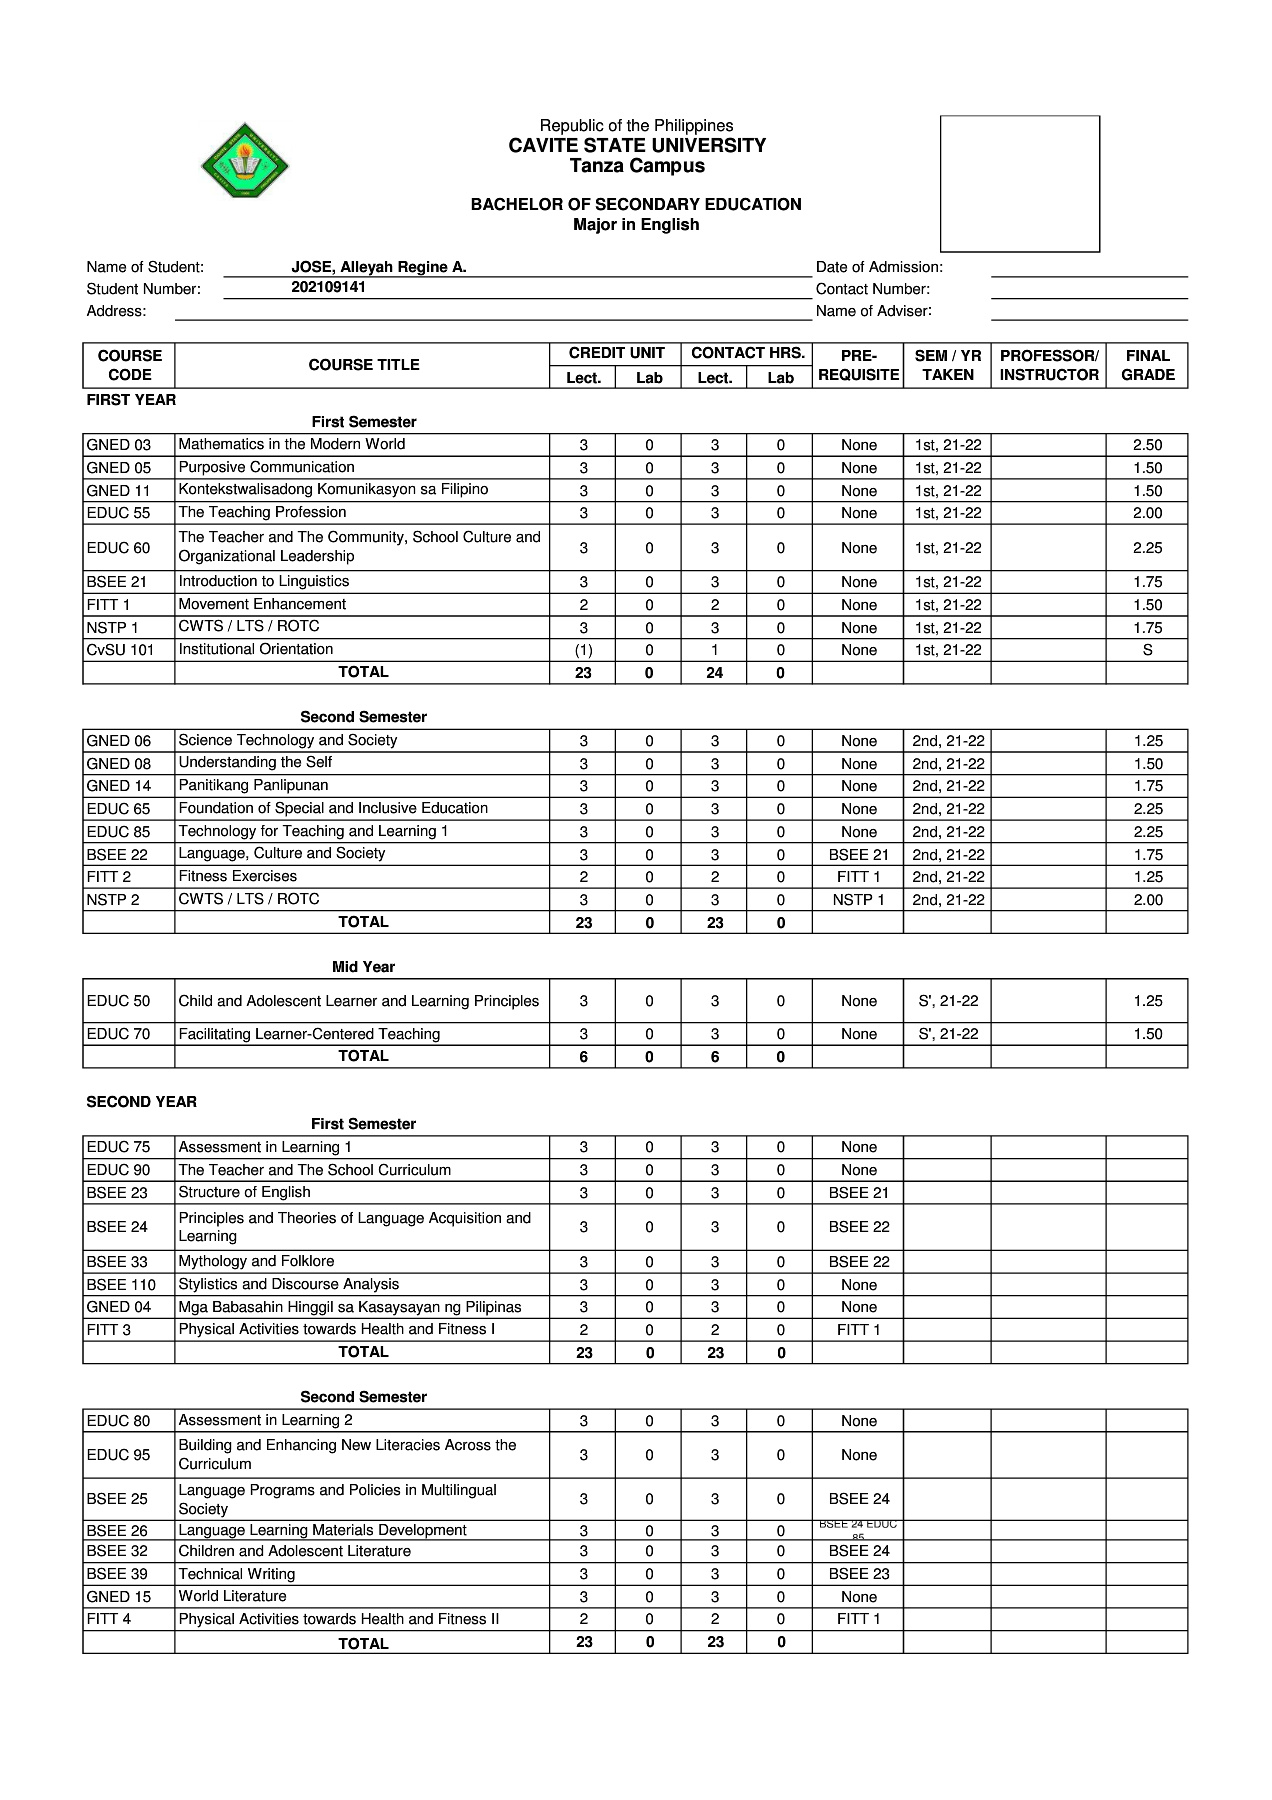 Republic of the Philippines
CAVITE STATE UNIVERSITY
Tanza Campus
BACHELOR OF SECONDARY EDUCATION
Major in English
Name of Student: JOSE, Alleyah Regine A. Date of Admission:
Student Number: 202109141 Contact Number:
Address: Name of Adviser:
COURSE CODE COURSE TITLE CREDIT UNIT CONTACT HRS. PRE-REQUISITE SEM / YR TAKEN PROFESSOR/ INSTRUCTOR FINAL GRADE
Lect. Lab Lect. Lab
FIRST YEAR
First Semester
GNED 03 Mathematics in the Modern World 3 0 3 0 None 1st, 21-22 2.50
GNED 05 Purposive Communication 3 0 3 0 None 1st, 21-22 1.50
GNED 11 Kontekstwalisadong Komunikasyon sa Filipino 3 0 3 0 None 1st, 21-22 1.50
EDUC 55 The Teaching Profession 3 0 3 0 None 1st, 21-22 2.00
EDUC 60 The Teacher and The Community, School Culture and Organizational Leadership 3 0 3 0 None 1st, 21-22 2.25
BSEE 21 Introduction to Linguistics 3 0 3 0 None 1st, 21-22 1.75
FITT 1 Movement Enhancement 2 0 2 0 None 1st, 21-22 1.50
NSTP 1 CWTS / LTS / ROTC 3 0 3 0 None 1st, 21-22 1.75
CvSU 101 Institutional Orientation (1) 0 1 0 None 1st, 21-22 S
TOTAL 23 0 24 0
Second Semester
GNED 06 Science Technology and Society 3 0 3 0 None 2nd, 21-22 1.25
GNED 08 Understanding the Self 3 0 3 0 None 2nd, 21-22 1.50
GNED 14 Panitikang Panlipunan 3 0 3 0 None 2nd, 21-22 1.75
EDUC 65 Foundation of Special and Inclusive Education 3 0 3 0 None 2nd, 21-22 2.25
EDUC 85 Technology for Teaching and Learning 1 3 0 3 0 None 2nd, 21-22 2.25
BSEE 22 Language, Culture and Society 3 0 3 0 BSEE 21 2nd, 21-22 1.75
FITT 2 Fitness Exercises 2 0 2 0 FITT 1 2nd, 21-22 1.25
NSTP 2 CWTS / LTS / ROTC 3 0 3 0 NSTP 1 2nd, 21-22 2.00
TOTAL 23 0 23 0
Mid Year
EDUC 50 Child and Adolescent Learner and Learning Principles 3 0 3 0 None S', 21-22 1.25
EDUC 70 Facilitating Learner-Centered Teaching 3 0 3 0 None S', 21-22 1.50
TOTAL 6 0 6 0
SECOND YEAR
First Semester
EDUC 75 Assessment in Learning 1 3 0 3 0 None
EDUC 90 The Teacher and The School Curriculum 3 0 3 0 None
BSEE 23 Structure of English 3 0 3 0 BSEE 21
BSEE 24 Principles and Theories of Language Acquisition and Learning 3 0 3 0 BSEE 22
BSEE 33 Mythology and Folklore 3 0 3 0 BSEE 22
BSEE 110 Stylistics and Discourse Analysis 3 0 3 0 None
GNED 04 Mga Babasahin Hinggil sa Kasaysayan ng Pilipinas 3 0 3 0 None
FITT 3 Physical Activities towards Health and Fitness I 2 0 2 0 FITT 1
TOTAL 23 0 23 0
Second Semester
EDUC 80 Assessment in Learning 2 3 0 3 0 None
EDUC 95 Building and Enhancing New Literacies Across the Curriculum 3 0 3 0 None
BSEE 25 Language Programs and Policies in Multilingual Society 3 0 3 0 BSEE 24
BSEE 26 Language Learning Materials Development 3 0 3 0 BSEE 24 EDUC 85
BSEE 32 Children and Adolescent Literature 3 0 3 0 BSEE 24
BSEE 39 Technical Writing 3 0 3 0 BSEE 23
GNED 15 World Literature 3 0 3 0 None
FITT 4 Physical Activities towards Health and Fitness II 2 0 2 0 FITT 1
TOTAL 23 0 23 0